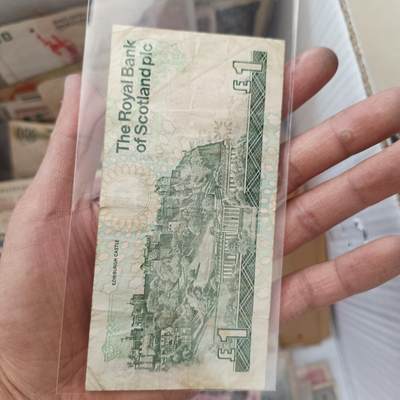 The Royal Bank
of Scotland plc
£1
EDINBURGH CASTLE
£1